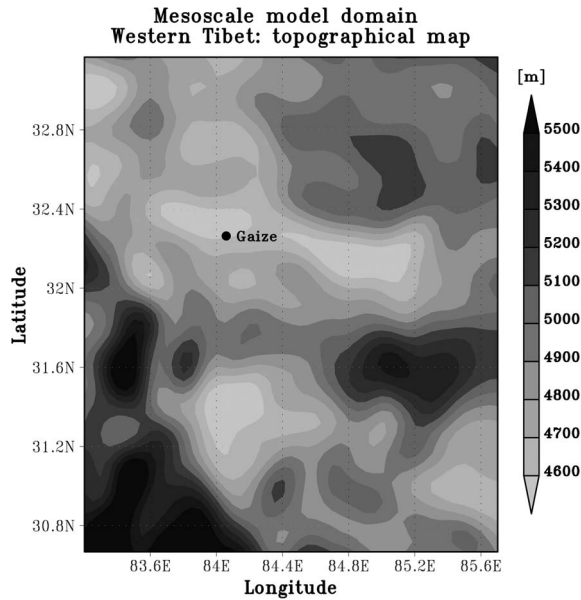 Mesoscale model domain
Western Tibet: topographical map
[m]
5500
5400
5300
5200
5100
5000
4900
4800
4700
4600
32.8N
32.4N
32N
31.6N
31.2N
30.8N
Latitude
Gaize
83.6E 84E 84.4E 84.8E 85.2E 85.6E
Longitude